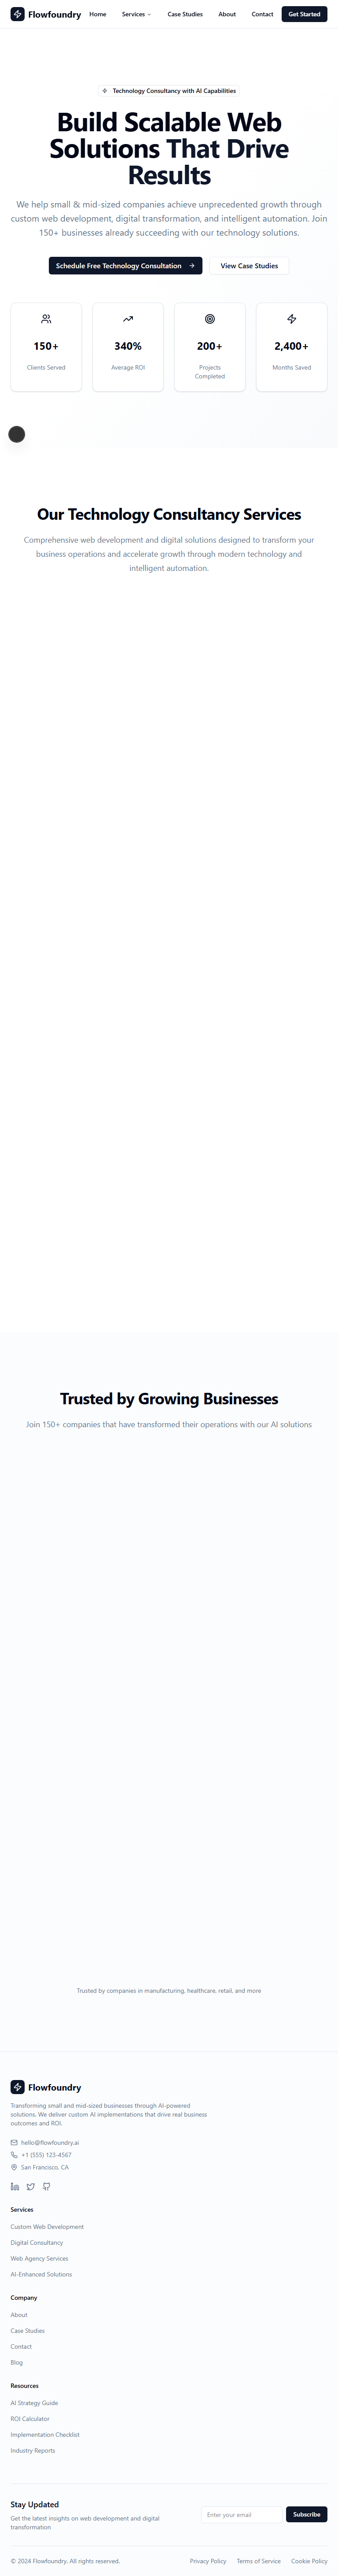 Flowfoundry
Home
Services
Case Studies
About
Contact
Get Started
Technology Consultancy with AI Capabilities
Build Scalable Web
Solutions That Drive
Results
We help small & mid-sized companies achieve unprecedented growth through
custom web development, digital transformation, and intelligent automation. Join
150+ businesses already succeeding with our technology solutions.
Schedule Free Technology Consultation
View Case Studies
150+
Clients Served
340%
Average ROI
200+
Projects
Completed
2,400+
Months Saved
Our Technology Consultancy Services
Comprehensive web development and digital solutions designed to transform your
business operations and accelerate growth through modern technology and
intelligent automation.
Trusted by Growing Businesses
Join 150+ companies that have transformed their operations with our AI solutions
Trusted by companies in manufacturing, healthcare, retail, and more
Flowfoundry
Transforming small and mid-sized businesses through AI-powered
solutions. We deliver custom AI implementations that drive real business
outcomes and ROI.
hello@flowfoundry.ai
+1 (555) 123-4567
San Francisco, CA
Services
Custom Web Development
Digital Consultancy
Web Agency Services
AI-Enhanced Solutions
Company
About
Case Studies
Contact
Blog
Resources
AI Strategy Guide
ROI Calculator
Implementation Checklist
Industry Reports
Stay Updated
Get the latest insights on web development and digital
transformation
Enter your email
Subscribe
© 2024 Flowfoundry. All rights reserved.
Privacy Policy
Terms of Service
Cookie Policy